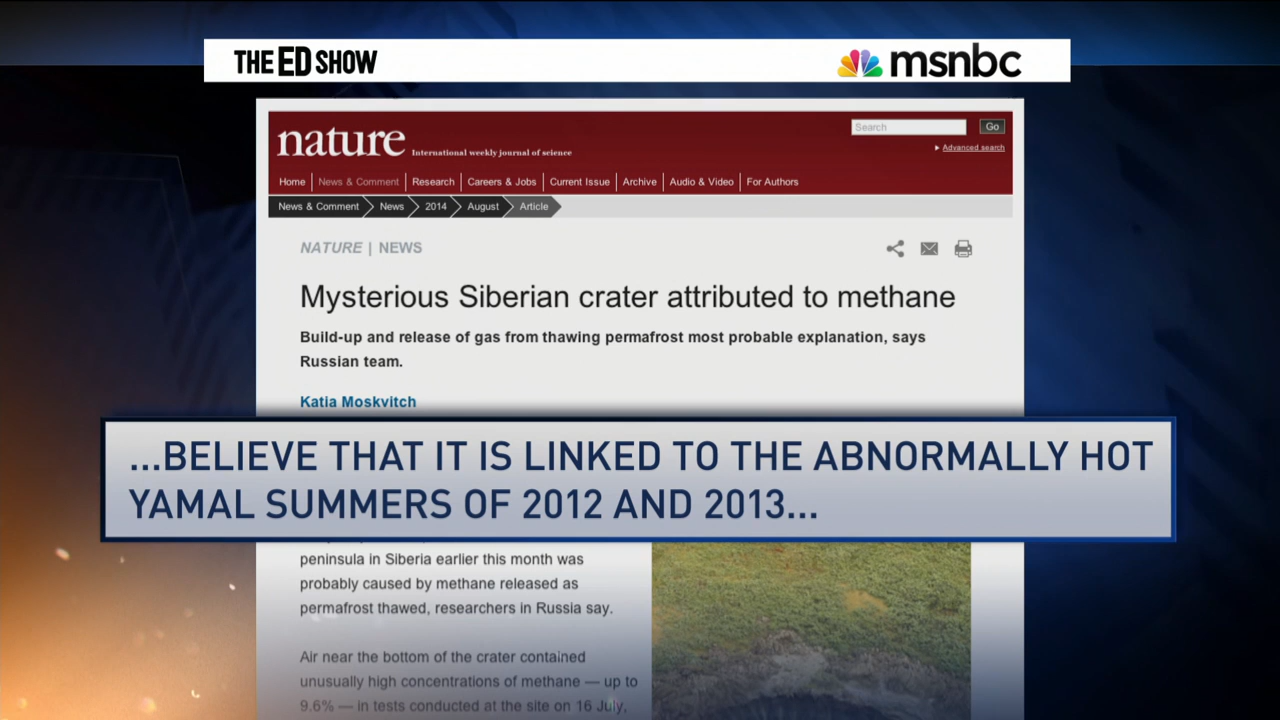 THE ED SHOW
msnbc
nature International weekly journal of science
Search
Go
Advanced search
Home News & Comment Research Careers & Jobs Current Issue Archive Audio & Video For Authors
News & Comment News 2014 August Article
NATURE | NEWS
Mysterious Siberian crater attributed to methane
Build-up and release of gas from thawing permafrost most probable explanation, says
Russian team.
Katia Moskvitch
...BELIEVE THAT IT IS LINKED TO THE ABNORMALLY HOT
YAMAL SUMMERS OF 2012 AND 2013...
peninsula in Siberia earlier this month was
probably caused by methane released as
permafrost thawed, researchers in Russia say.
Air near the bottom of the crater contained
unusually high concentrations of methane — up to
9.6% — in tests conducted at the site on 16 July,